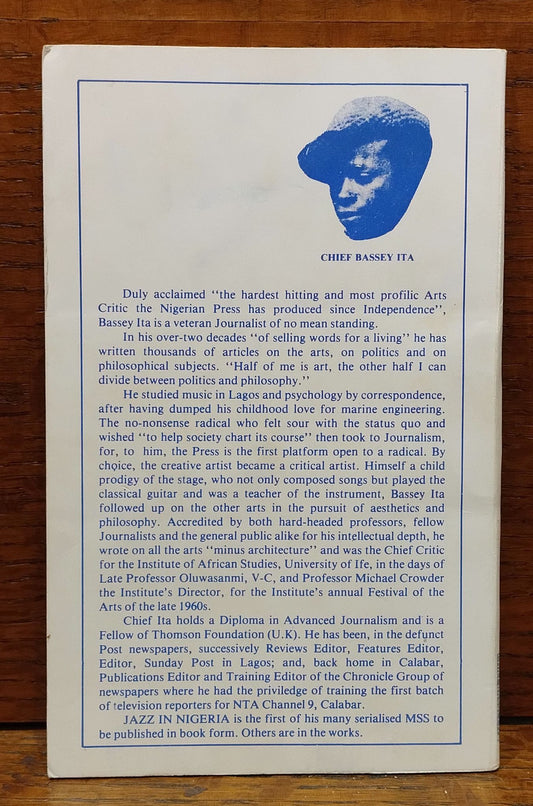 CHIEF BASSEY ITA
Duly acclaimed "the hardest hitting and most profilic Arts
Critic the Nigerian Press has produced since Independence",
Bassey Ita is a veteran Journalist of no mean standing.
In his over-two decades "of selling words for a living" he has
written thousands of articles on the arts, on politics and on
philosophical subjects. "Half of me is art, the other half I can
divide between politics and philosophy."
He studied music in Lagos and psychology by correspondence,
after having dumped his childhood love for marine engineering.
The no-nonsense radical who felt sour with the status quo and
wished "to help society chart its course" then took to Journalism,
for, to him, the Press is the first platform open to a radical. By
choice, the creative artist became a critical artist. Himself a child
prodigy of the stage, who not only composed songs but played the
classical guitar and was a teacher of the instrument, Bassey Ita
followed up on the other arts in the pursuit of aesthetics and
philosophy. Accredited by both hard-headed professors, fellow
Journalists and the general public alike for his intellectual depth, he
wrote on all the arts "minus architecture" and was the Chief Critic
for the Institute of African Studies, University of Ife, in the days of
Late Professor Oluwasanmi, V-C, and Professor Michael Crowder
the Institute's Director, for the Institute's annual Festival of the
Arts of the late 1960s.
Chief Ita holds a Diploma in Advanced Journalism and is a
Fellow of Thomson Foundation (U.K). He has been, in the defunct
Post newspapers, successively Reviews Editor, Features Editor,
Editor, Sunday Post in Lagos; and, back home in Calabar,
Publications Editor and Training Editor of the Chronicle Group of
newspapers where he had the priviledge of training the first batch
of television reporters for NTA Channel 9, Calabar.
JAZZ IN NIGERIA is the first of his many serialised MSS to
be published in book form. Others are in the works.